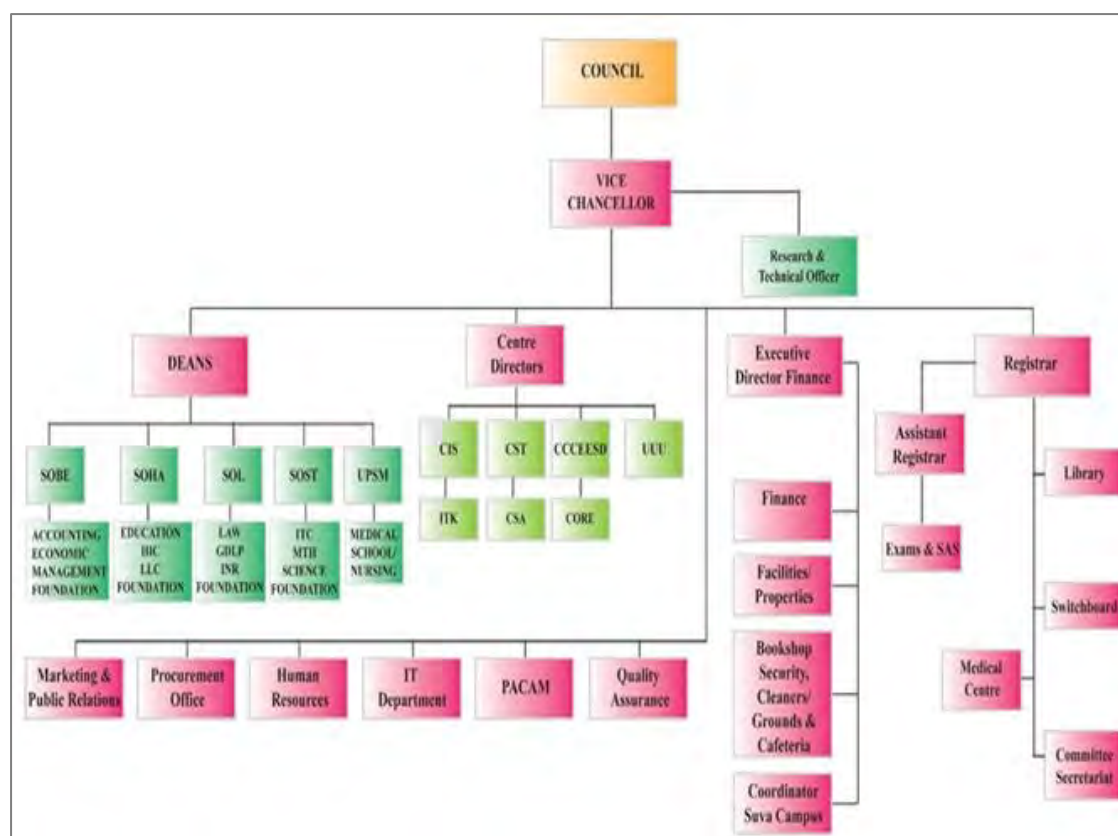 COUNCIL
VICE
CHANCELLOR
Research &
Technical Officer
DEANS
Centre
Directors
Executive
Director Finance
Registrar
SOBE
SOHA
SOL
SOST
UPSM
CIS
CST
CCCEESD
UUU
Assistant
Registrar
Library
ACCOUNTING
ECONOMIC
MANAGEMENT
FOUNDATION
EDUCATION
HIC
LLC
FOUNDATION
LAW
GDLP
INR
FOUNDATION
ITC
MTH
SCIENCE
FOUNDATION
MEDICAL
SCHOOL/
NURSING
ITK
CSA
CORE
Finance
Exams & SAS
Facilities/
Properties
Switchboard
Marketing &
Public Relations
Procurement
Office
Human
Resources
IT
Department
PACAM
Quality
Assurance
Bookshop
Security,
Cleaners/
Grounds &
Cafeteria
Medical
Centre
Committee
Secretariat
Coordinator
Suva Campus